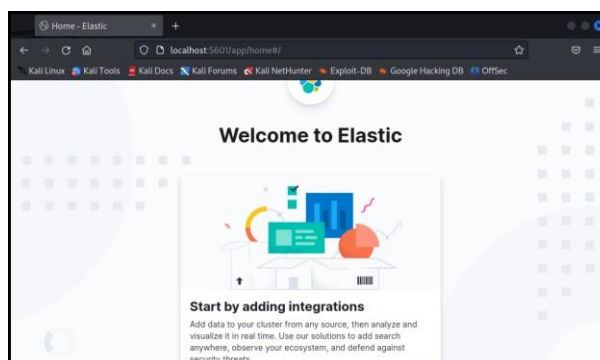 Home - Elastic
localhost:5601/app/home#/
Kali Linux Kali Tools Kali Docs Kali Forums Kali NetHunter Exploit-DB Google Hacking DB OffSec
Welcome to Elastic
Start by adding integrations
Add data to your cluster from any source, then analyze and
visualize it in real time. Use our solutions to add search
anywhere, observe your ecosystem, and defend against
security threats.